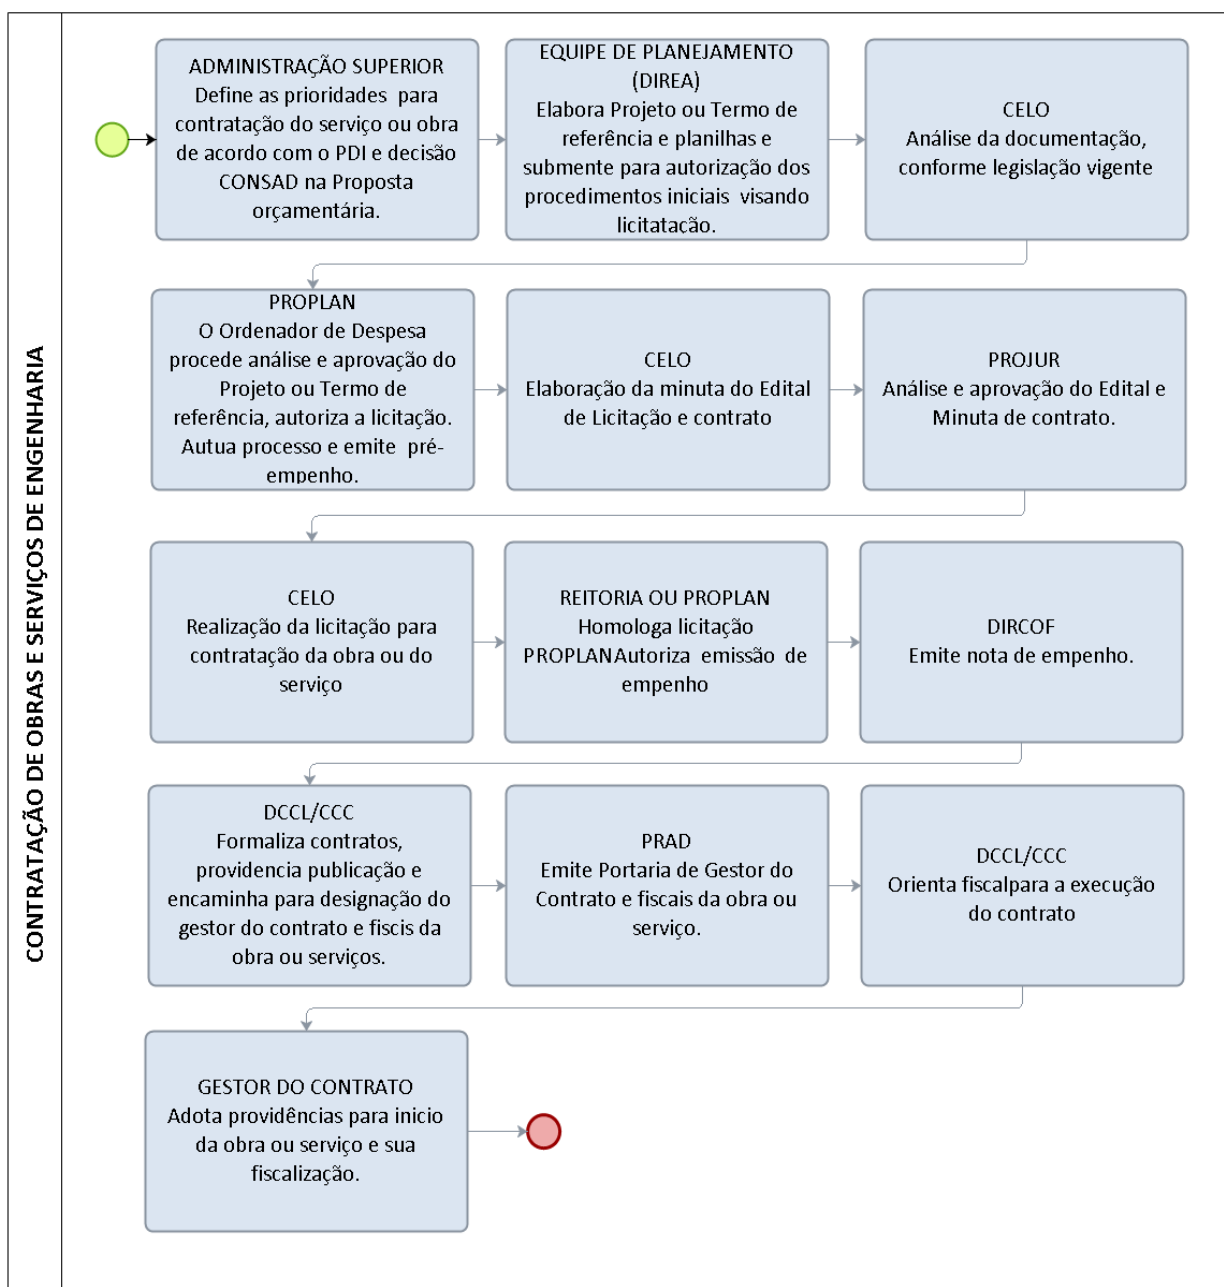 CONTRATAÇÃO DE OBRAS E SERVIÇOS DE ENGENHARIA
ADMINISTRAÇÃO SUPERIOR
Define as prioridades para
contratação do serviço ou obra
de acordo com o PDI e decisão
CONSAD na Proposta
orçamentária.
EQUIPE DE PLANEJAMENTO
(DIREA)
Elabora Projeto ou Termo de
referência e planilhas e
submente para autorização dos
procedimentos iniciais visando
licitatação.
CELO
Análise da documentação,
conforme legislação vigente
PROPLAN
O Ordenador de Despesa
procede análise e aprovação do
Projeto ou Termo de
referência, autoriza a licitação.
Autua processo e emite pré-
empenho.
CELO
Elaboração da minuta do Edital
de Licitação e contrato
PROJUR
Análise e aprovação do Edital e
Minuta de contrato.
CELO
Realização da licitação para
contratação da obra ou do
serviço
REITORIA OU PROPLAN
Homologa licitação
PROPLANAutoriza emissão de
empenho
DIRCOF
Emite nota de empenho.
DCCL/CCC
Formaliza contratos,
providencia publicação e
encaminha para designação do
gestor do contrato e fiscis da
obra ou serviços.
PRAD
Emite Portaria de Gestor do
Contrato e fiscais da obra ou
serviço.
DCCL/CCC
Orienta fiscalpara a execução
do contrato
GESTOR DO CONTRATO
Adota providências para inicio
da obra ou serviço e sua
fiscalização.